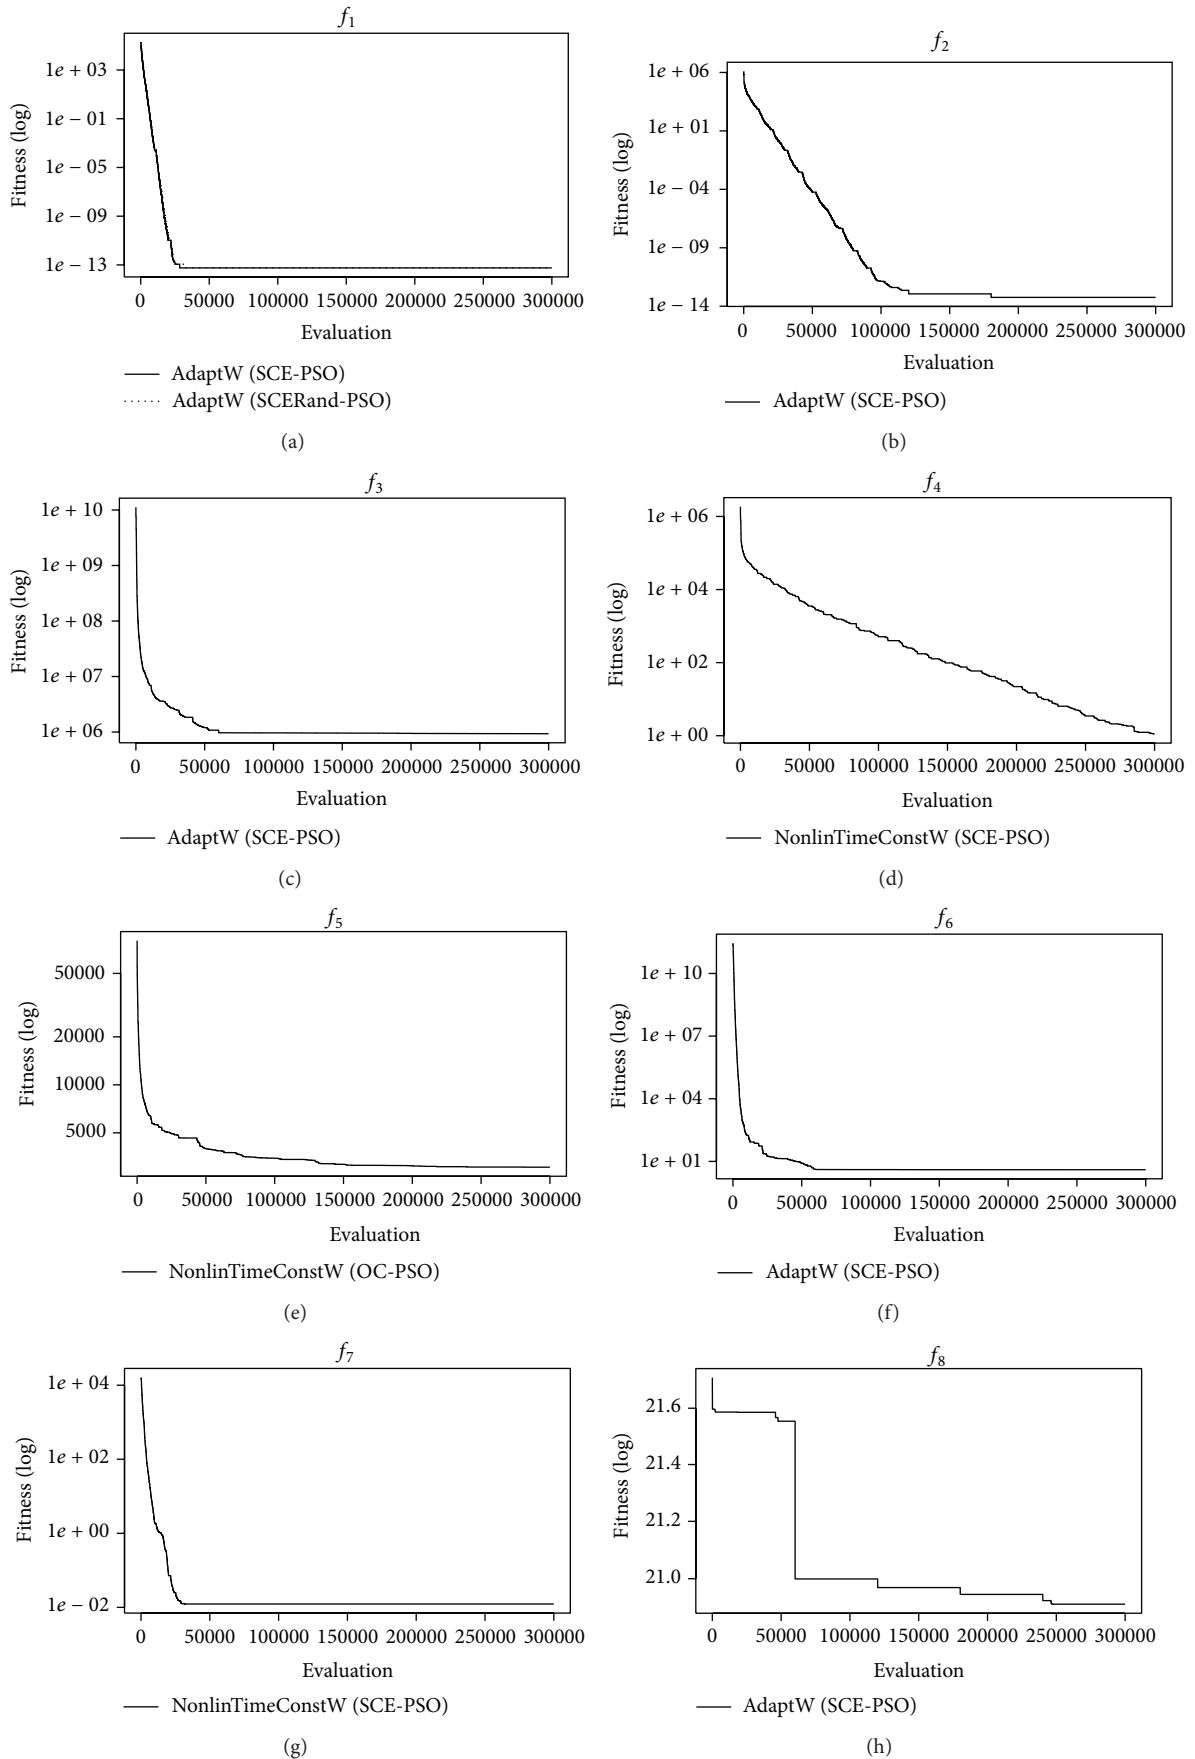 f1
Fitness (log)
1e + 03
1e − 01
1e − 05
1e − 09
1e − 13
0 50000 100000 150000 200000 250000 300000
Evaluation
AdaptW (SCE-PSO)
AdaptW (SCERand-PSO)
(a)
f2
Fitness (log)
1e + 06
1e + 01
1e − 04
1e − 09
1e − 14
0 50000 100000 150000 200000 250000 300000
Evaluation
AdaptW (SCE-PSO)
(b)
f3
Fitness (log)
1e + 10
1e + 09
1e + 08
1e + 07
1e + 06
0 50000 100000 150000 200000 250000 300000
Evaluation
AdaptW (SCE-PSO)
(c)
f4
Fitness (log)
1e + 06
1e + 04
1e + 02
1e + 00
0 50000 100000 150000 200000 250000 300000
Evaluation
NonlinTimeConstW (SCE-PSO)
(d)
f5
Fitness (log)
50000
20000
10000
5000
0 50000 100000 150000 200000 250000 300000
Evaluation
NonlinTimeConstW (OC-PSO)
(e)
f6
Fitness (log)
1e + 10
1e + 07
1e + 04
1e + 01
0 50000 100000 150000 200000 250000 300000
Evaluation
AdaptW (SCE-PSO)
(f)
f7
Fitness (log)
1e + 04
1e + 02
1e + 00
1e − 02
0 50000 100000 150000 200000 250000 300000
Evaluation
NonlinTimeConstW (SCE-PSO)
(g)
f8
Fitness (log)
21.6
21.4
21.2
21.0
0 50000 100000 150000 200000 250000 300000
Evaluation
AdaptW (SCE-PSO)
(h)